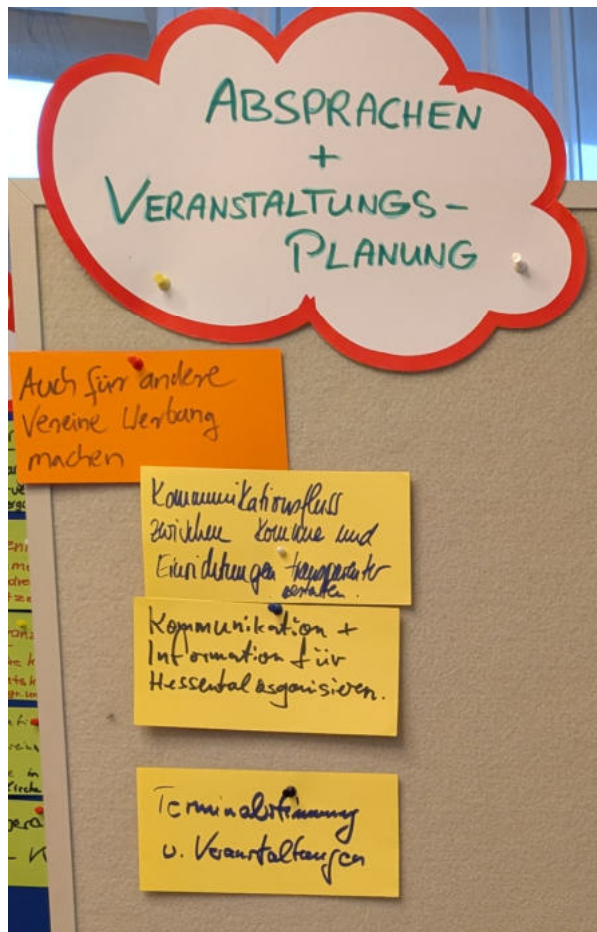 ABSPRACHEN
+
VERANSTALTUNGS-
PLANUNG
Auch für andere
Vereine Werbung
machen
Kommunikationsfluss
zwischen Komune und
Einrichtungen transparenter
gestalten.
Kommunikation +
Information für
Hessental organisieren.
Terminabstimmung
u. Veranstaltungen